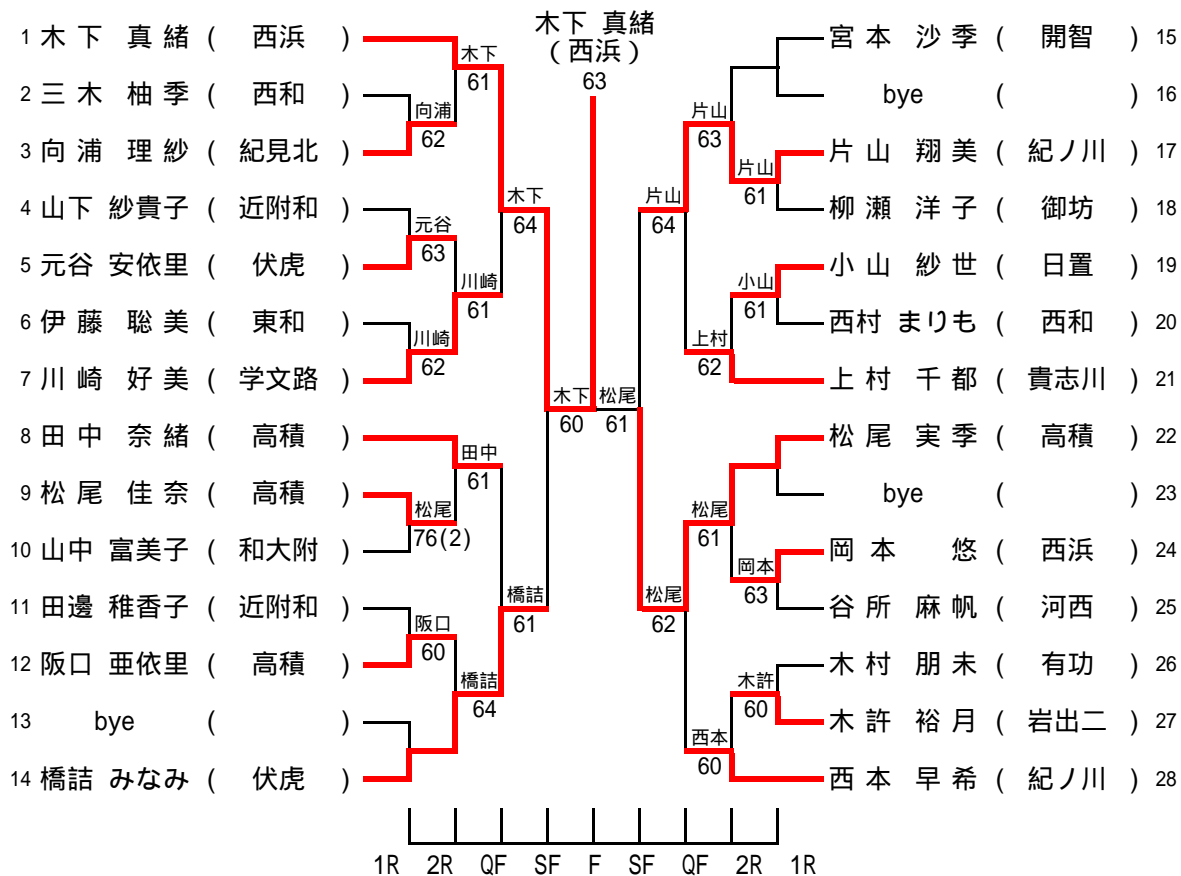 木下 真緒
(西浜)
63
1 木下 真緒 ( 西浜 )
2 三木 柚季 ( 西和 )
3 向浦 理紗 ( 紀見北 )
4 山下 紗貴子 ( 近附和 )
5 元谷 安依里 ( 伏虎 )
6 伊藤 聡美 ( 東和 )
7 川崎 好美 ( 学文路 )
8 田中 奈緒 ( 高積 )
9 松尾 佳奈 ( 高積 )
10 山中 富美子 ( 和大附 )
11 田邊 稚香子 ( 近附和 )
12 阪口 亜依里 ( 高積 )
13 bye ( )
14 橋詰 みなみ ( 伏虎 )
向浦
62
元谷
63
川崎
62
松尾
76(2)
阪口
60
木下
61
川崎
61
田中
61
橋詰
64
木下
64
橋詰
61
木下
60
松尾
61
片山
64
松尾
62
片山
63
上村
62
松尾
61
西本
60
片山
61
小山
61
岡本
63
木許
60
宮本 沙季 ( 開智 ) 15
bye ( ) 16
片山 翔美 ( 紀ノ川 ) 17
柳瀬 洋子 ( 御坊 ) 18
小山 紗世 ( 日置 ) 19
西村 まりも ( 西和 ) 20
上村 千都 ( 貴志川 ) 21
松尾 実季 ( 高積 ) 22
bye ( ) 23
岡本 悠 ( 西浜 ) 24
谷所 麻帆 ( 河西 ) 25
木村 朋未 ( 有功 ) 26
木許 裕月 ( 岩出二 ) 27
西本 早希 ( 紀ノ川 ) 28
1R 2R QF SF F SF QF 2R 1R